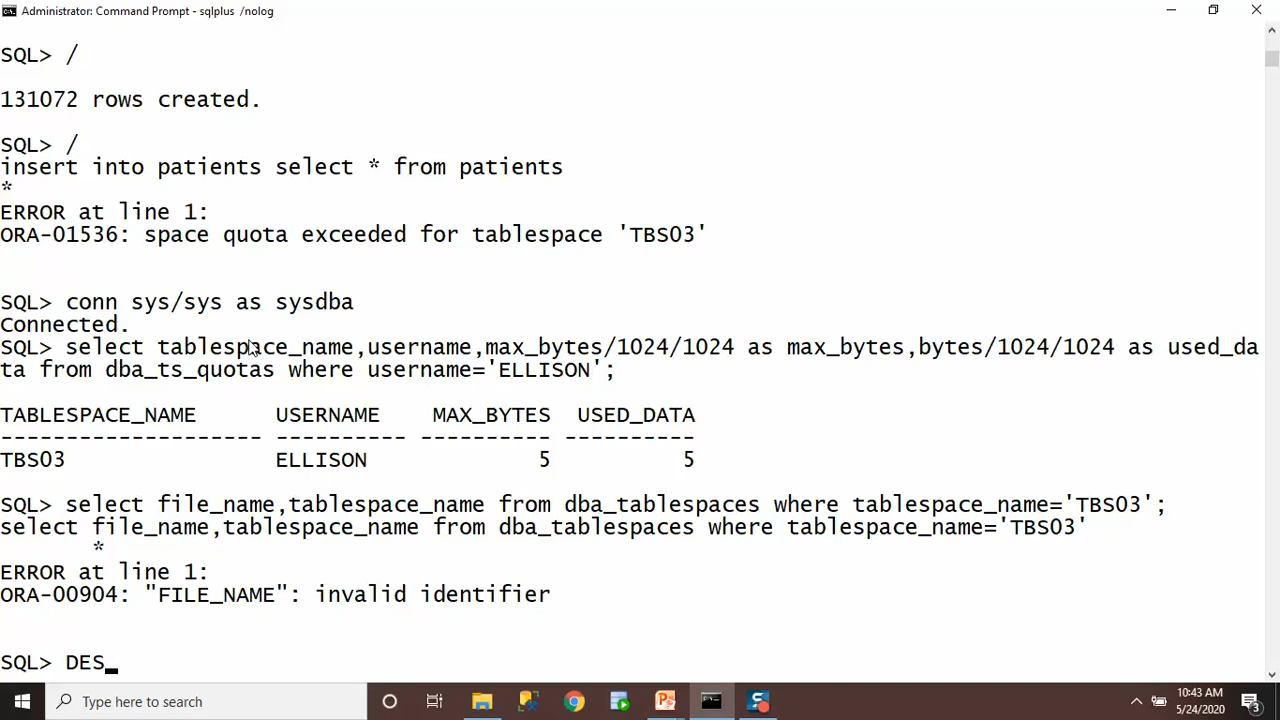 Administrator: Command Prompt - sqlplus /nolog
SQL> /
131072 rows created.
SQL> /
insert into patients select * from patients
*
ERROR at line 1:
ORA-01536: space quota exceeded for tablespace 'TBS03'
SQL> conn sys/sys as sysdba
Connected.
SQL> select tablespace_name,username,max_bytes/1024/1024 as max_bytes,bytes/1024/1024 as used_da
ta from dba_ts_quotas where username='ELLISON';
TABLESPACE_NAME USERNAME MAX_BYTES USED_DATA
-------------------- ---------- ---------- ----------
TBS03 ELLISON 5 5
SQL> select file_name,tablespace_name from dba_tablespaces where tablespace_name='TBS03';
select file_name,tablespace_name from dba_tablespaces where tablespace_name='TBS03'
*
ERROR at line 1:
ORA-00904: "FILE_NAME": invalid identifier
SQL> DES_
Type here to search
10:43 AM
5/24/2020
3